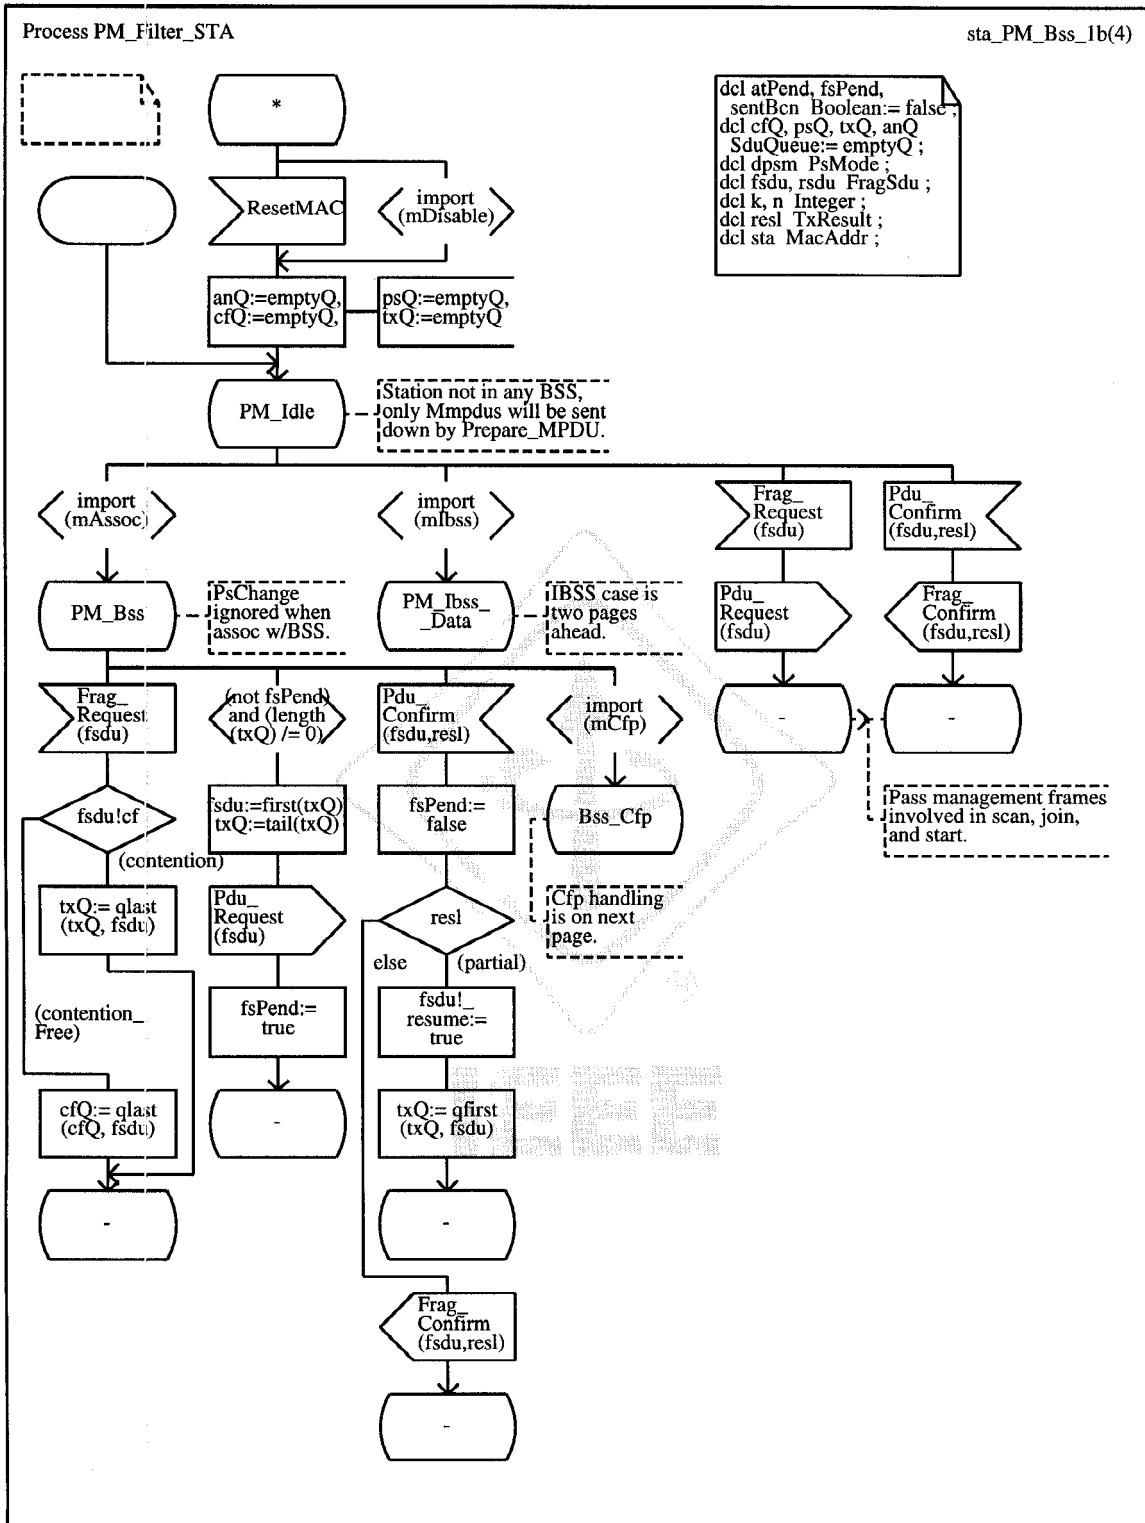 Process PM_Filter_STA
sta_PM_Bss_1b(4)
*
dcl atPend, fsPend,
sentBcn Boolean:= false ;
dcl cfQ, psQ, txQ, anQ
SduQueue:= emptyQ ;
dcl dpsm PsMode ;
dcl fsdu, rsdu FragSdu ;
dcl k, n Integer ;
dcl resl TxResult ;
dcl sta MacAddr ;
ResetMAC
import
(mDisable)
anQ:=emptyQ,
cfQ:=emptyQ,
psQ:=emptyQ,
txQ:=emptyQ
PM_Idle
Station not in any BSS,
only Mmpdus will be sent
down by Prepare_MPDU.
import
(mAssoc)
import
(mIbss)
Frag_
Request
(fsdu)
Pdu_
Confirm
(fsdu,resl)
PM_Bss
PsChange
ignored when
assoc w/BSS.
PM_Ibss_
_Data
IBSS case is
two pages
ahead.
Pdu_
Request
(fsdu)
Frag_
Confirm
(fsdu,resl)
Frag_
Request
(fsdu)
(not fsPend)
and (length
(txQ) /= 0)
Pdu_
Confirm
(fsdu,resl)
import
(mCfp)
-
-
fsdu!cf
fsdu:=first(txQ)
txQ:=tail(txQ)
fsPend:=
false
Bss_Cfp
Pass management frames
involved in scan, join,
and start.
(contention)
txQ:= qlast
(txQ, fsdu)
Pdu_
Request
(fsdu)
resl
Cfp handling
is on next
page.
else
(partial)
(contention_
Free)
fsPend:=
true
fsdu!_
resume:=
true
cfQ:= qlast
(cfQ, fsdu)
-
txQ:= qfirst
(txQ, fsdu)
-
-
Frag_
Confirm
(fsdu,resl)
-
IEEE